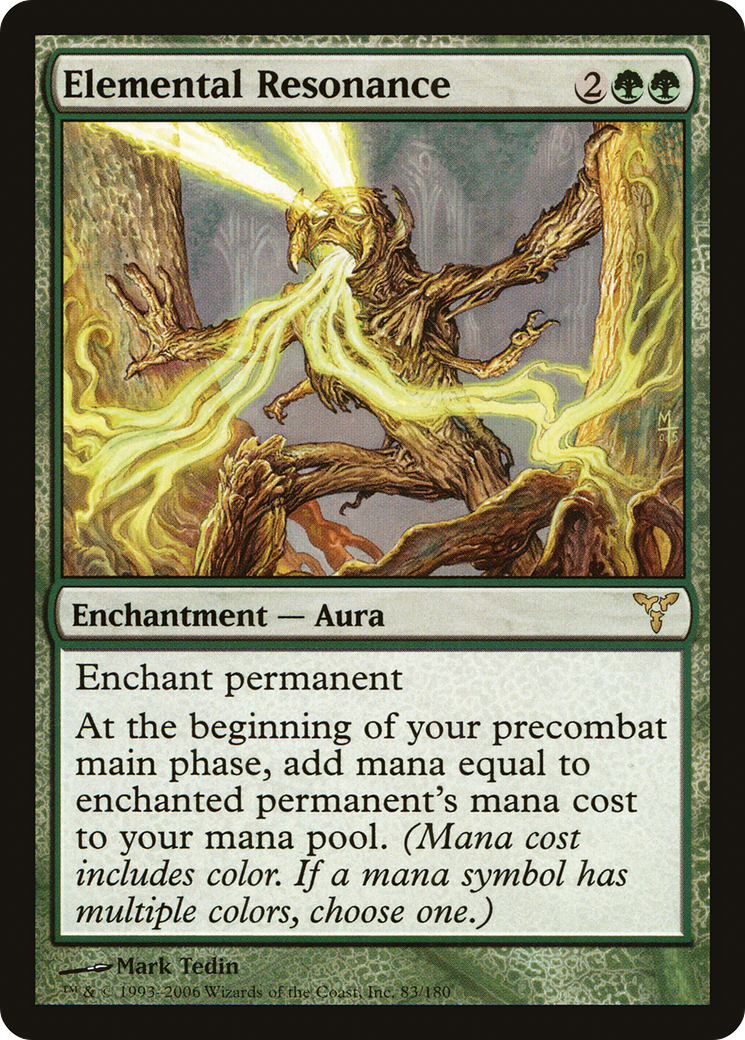 Elemental Resonance 2
M
T
05
Enchantment — Aura
Enchant permanent
At the beginning of your precombat
main phase, add mana equal to
enchanted permanent's mana cost
to your mana pool. (Mana cost
includes color. If a mana symbol has
multiple colors, choose one.)
Mark Tedin
™ & © 1993–2006 Wizards of the Coast, Inc. 83/180